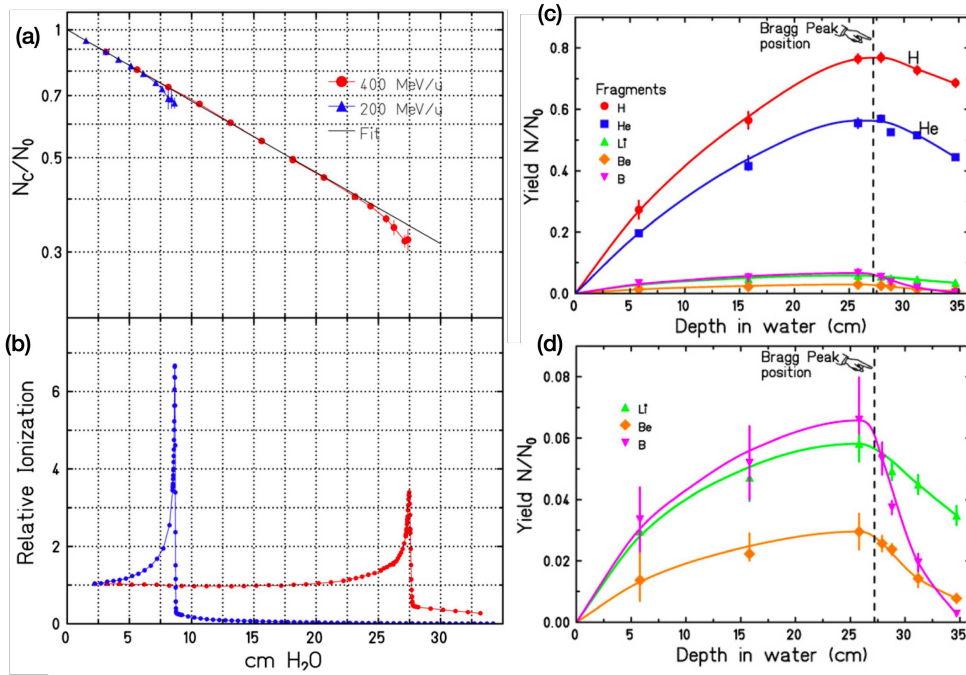 (a)
N_C/N₀
1
0.7
0.5
0.3
400 MeV/u
200 MeV/u
Fit
(b)
Relative Ionization
6
4
2
1
0
0 5 10 15 20 25 30
cm H₂O
(c)
Bragg Peak
position
Yield N/N₀
0.8
0.6
0.4
0.2
0.0
Fragments
H
He
Li
Be
B
H
He
0 5 10 15 20 25 30 35
Depth in water (cm)
(d)
Bragg Peak
position
Yield N/N₀
0.08
0.06
0.04
0.02
0.00
Li
Be
B
0 5 10 15 20 25 30 35
Depth in water (cm)